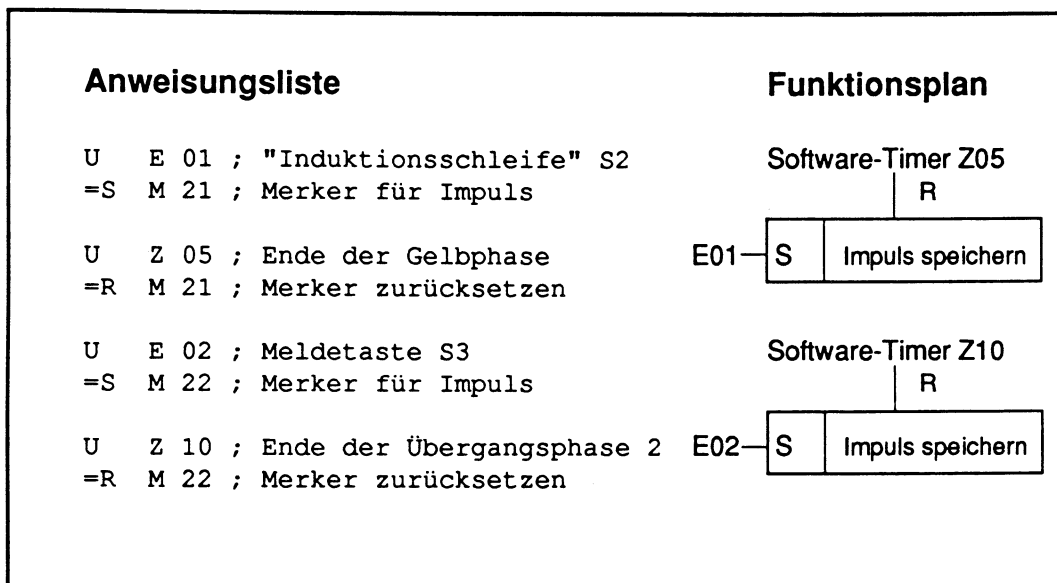 Anweisungsliste
U E 01 ; "Induktionsschleife" S2
=S M 21 ; Merker für Impuls
U Z 05 ; Ende der Gelbphase
=R M 21 ; Merker zurücksetzen
U E 02 ; Meldetaste S3
=S M 22 ; Merker für Impuls
U Z 10 ; Ende der Übergangsphase 2
=R M 22 ; Merker zurücksetzen
Funktionsplan
Software-Timer Z05
R
E01 S Impuls speichern
Software-Timer Z10
R
E02 S Impuls speichern